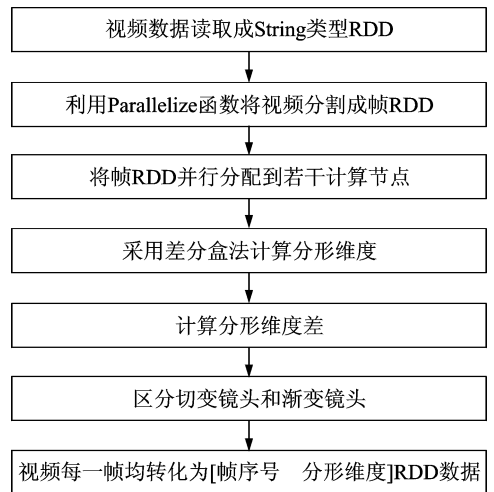 视频数据读取成String类型RDD
利用Parallelize函数将视频分割成帧RDD
将帧RDD并行分配到若干计算节点
采用差分盒法计算分形维度
计算分形维度差
区分切变镜头和渐变镜头
视频每一帧均转化为[帧序号　分形维度]RDD数据